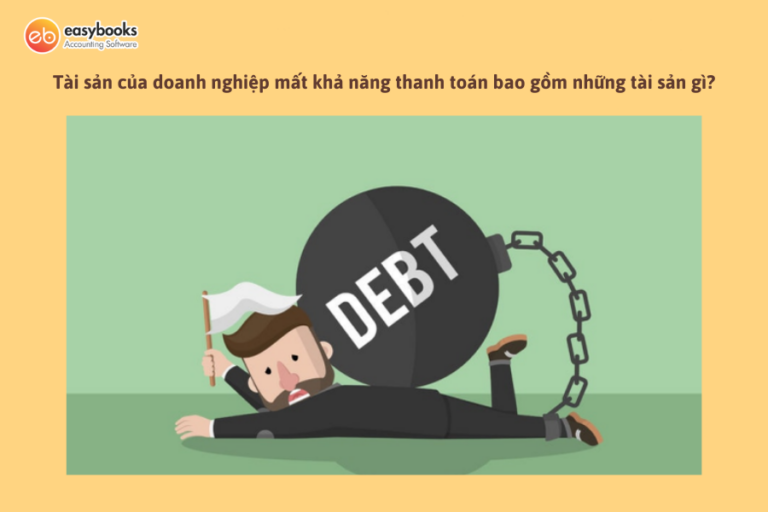 eb easybooks
Accounting Software
Tài sản của doanh nghiệp mất khả năng thanh toán bao gồm những tài sản gì?
DEBT